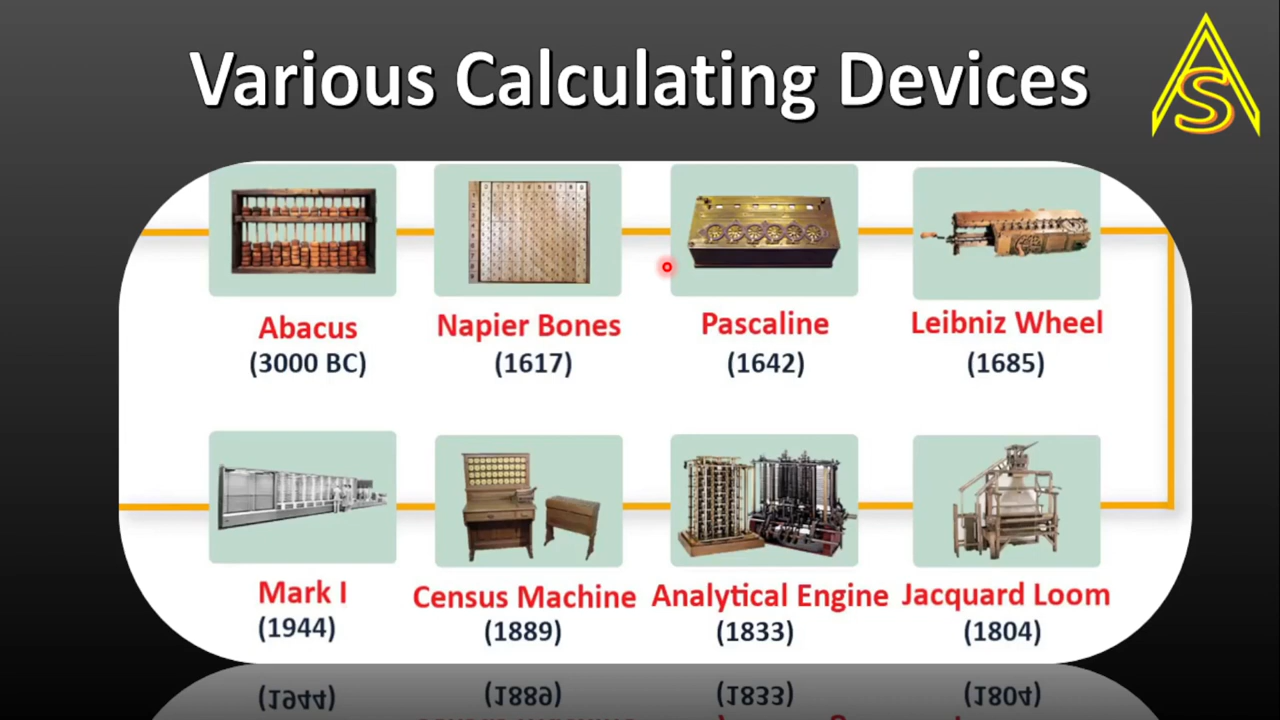 Various Calculating Devices
AS
Abacus
(3000 BC)
Napier Bones
(1617)
Pascaline
(1642)
Leibniz Wheel
(1685)
Mark I
(1944)
Census Machine
(1889)
Analytical Engine
(1833)
Jacquard Loom
(1804)